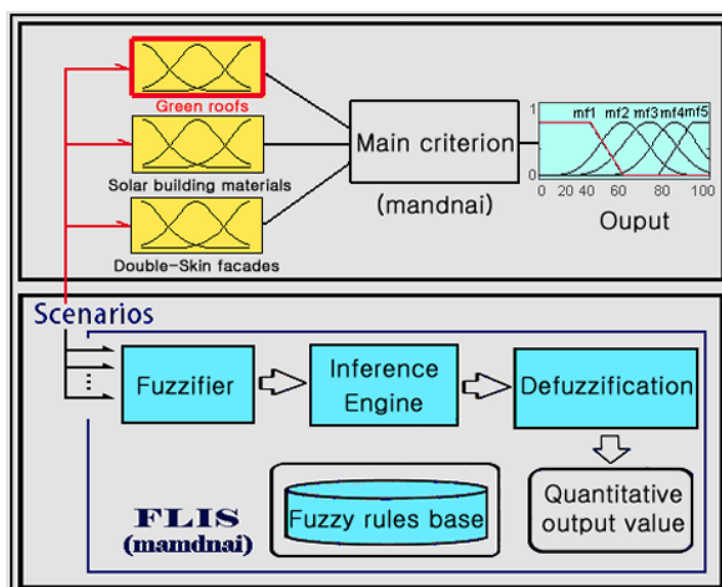 Green roofs
Solar building materials
Double-Skin facades
Main criterion
(mandnai)
1
0
mf1 mf2 mf3 mf4 mf5
0 20 40 60 80 100
Ouput
Scenarios
Fuzzifier
Inference
Engine
Defuzzification
Fuzzy rules base
Quantitative
output value
FLIS
(mamdnai)